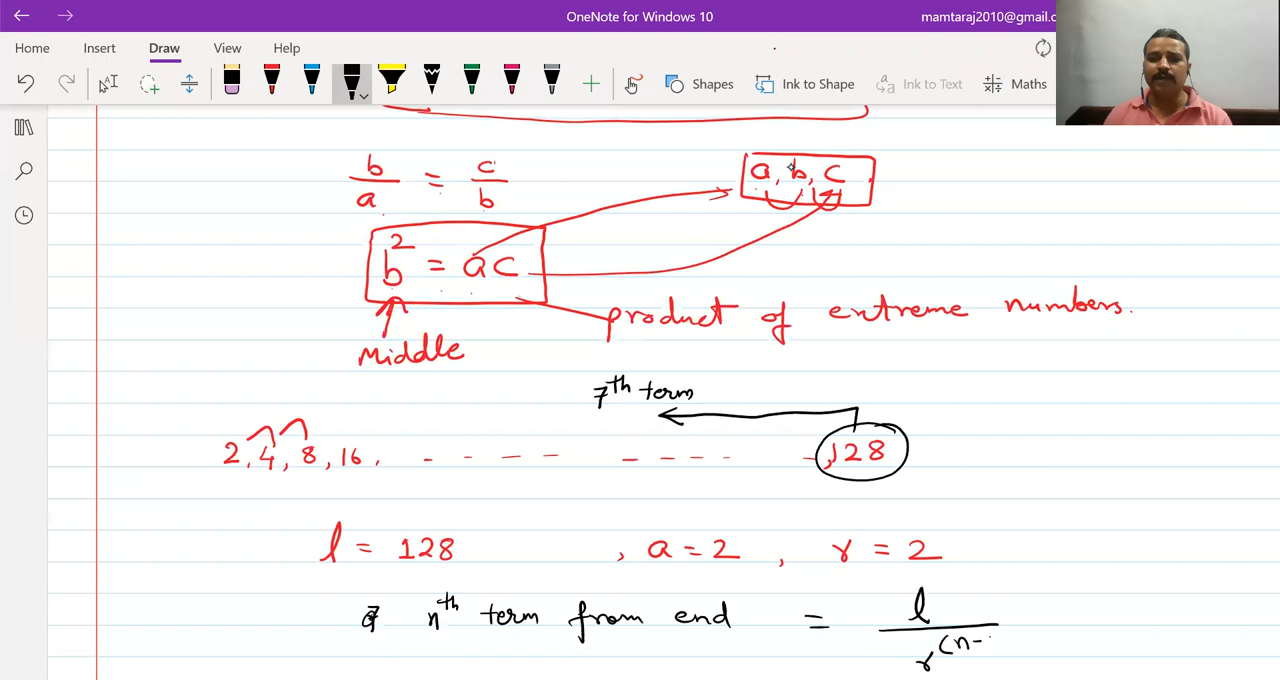 OneNote for Windows 10
mamtaraj2010@gmail.c
Home Insert Draw View Help
Shapes Ink to Shape Ink to Text Maths
b/a = c/b
a, b, c
b² = ac
product of extreme numbers.
Middle
7th term
2, 4, 8, 16, - - - - - - - - - , 128
l = 128 , a = 2 , r = 2
nth term from end = l/r^(n-